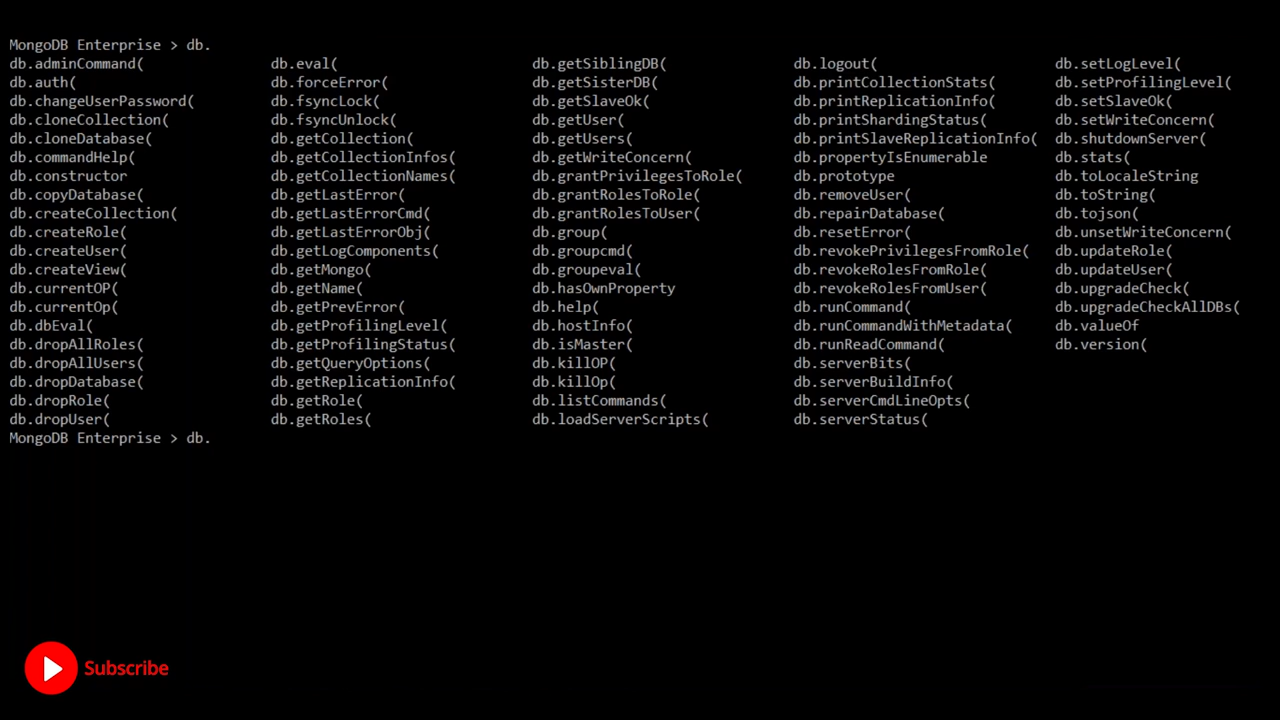 MongoDB Enterprise > db.
db.adminCommand( db.eval( db.getSiblingDB( db.logout( db.setLogLevel(
db.auth( db.forceError( db.getSisterDB( db.printCollectionStats( db.setProfilingLevel(
db.changeUserPassword( db.fsyncLock( db.getSlaveOk( db.printReplicationInfo( db.setSlaveOk(
db.cloneCollection( db.fsyncUnlock( db.getUser( db.printShardingStatus( db.setWriteConcern(
db.cloneDatabase( db.getCollection( db.getUsers( db.printSlaveReplicationInfo( db.shutdownServer(
db.commandHelp( db.getCollectionInfos( db.getWriteConcern( db.propertyIsEnumerable db.stats(
db.constructor db.getCollectionNames( db.grantPrivilegesToRole( db.prototype db.toLocaleString
db.copyDatabase( db.getLastError( db.grantRolesToRole( db.removeUser( db.toString(
db.createCollection( db.getLastErrorCmd( db.grantRolesToUser( db.repairDatabase( db.tojson(
db.createRole( db.getLastErrorObj( db.group( db.resetError( db.unsetWriteConcern(
db.createUser( db.getLogComponents( db.groupcmd( db.revokePrivilegesFromRole( db.updateRole(
db.createView( db.getMongo( db.groupeval( db.revokeRolesFromRole( db.updateUser(
db.currentOP( db.getName( db.hasOwnProperty db.revokeRolesFromUser( db.upgradeCheck(
db.currentOp( db.getPrevError( db.help( db.runCommand( db.upgradeCheckAllDBs(
db.dbEval( db.getProfilingLevel( db.hostInfo( db.runCommandWithMetadata( db.valueOf
db.dropAllRoles( db.getProfilingStatus( db.isMaster( db.runReadCommand( db.version(
db.dropAllUsers( db.getQueryOptions( db.killOP( db.serverBits(
db.dropDatabase( db.getReplicationInfo( db.killOp( db.serverBuildInfo(
db.dropRole( db.getRole( db.listCommands( db.serverCmdLineOpts(
db.dropUser( db.getRoles( db.loadServerScripts( db.serverStatus(
MongoDB Enterprise > db.
Subscribe